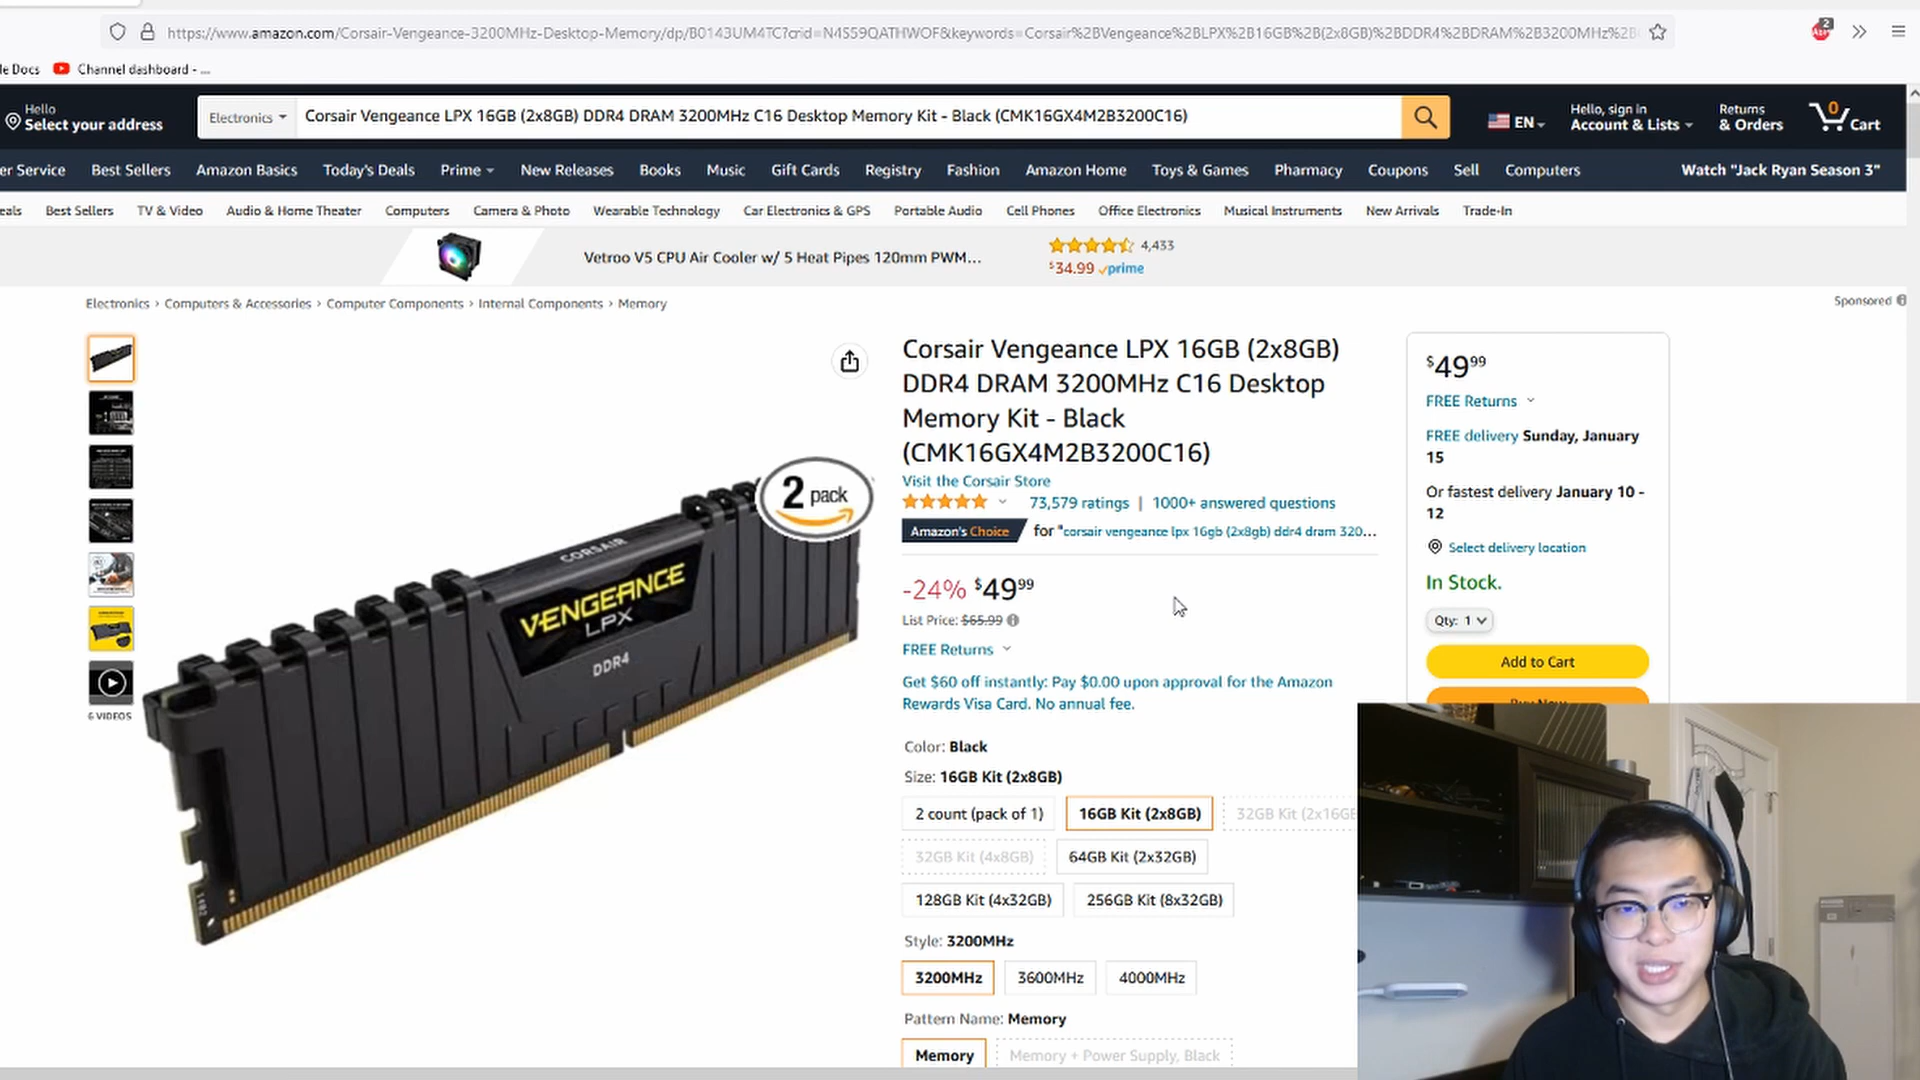 https://www.amazon.com/Corsair-Vengeance-3200MHz-Desktop-Memory/dp/B0143UM4TC?crid=N4S59QATHWOF&keywords=Corsair%2BVengeance%2BLPX%2B16GB%2B(2x8GB)%2BDDR4%2BDRAM%2B3200MHz%2B
2
le Docs
Channel dashboard - ...
Hello
Select your address
Electronics
Corsair Vengeance LPX 16GB (2x8GB) DDR4 DRAM 3200MHz C16 Desktop Memory Kit - Black (CMK16GX4M2B3200C16)
EN
Hello, sign in
Account & Lists
Returns
& Orders
0
Cart
er Service Best Sellers Amazon Basics Today's Deals Prime New Releases Books Music Gift Cards Registry Fashion Amazon Home Toys & Games Pharmacy Coupons Sell Computers Watch "Jack Ryan Season 3"
eals Best Sellers TV & Video Audio & Home Theater Computers Camera & Photo Wearable Technology Car Electronics & GPS Portable Audio Cell Phones Office Electronics Musical Instruments New Arrivals Trade-In
Vetroo V5 CPU Air Cooler w/ 5 Heat Pipes 120mm PWM...
4,433
$34.99 prime
Electronics › Computers & Accessories › Computer Components › Internal Components › Memory
Sponsored
2 pack
CORSAIR
VENGEANCE
LPX
DDR4
6 VIDEOS
Corsair Vengeance LPX 16GB (2x8GB)
DDR4 DRAM 3200MHz C16 Desktop
Memory Kit - Black
(CMK16GX4M2B3200C16)
Visit the Corsair Store
73,579 ratings | 1000+ answered questions
Amazon's Choice for "corsair vengeance lpx 16gb (2x8gb) ddr4 dram 320...
-24% $49 99
List Price: $65.99
FREE Returns
Get $60 off instantly: Pay $0.00 upon approval for the Amazon
Rewards Visa Card. No annual fee.
Color: Black
Size: 16GB Kit (2x8GB)
2 count (pack of 1) 16GB Kit (2x8GB) 32GB Kit (2x16GB
32GB Kit (4x8GB) 64GB Kit (2x32GB)
128GB Kit (4x32GB) 256GB Kit (8x32GB)
Style: 3200MHz
3200MHz 3600MHz 4000MHz
Pattern Name: Memory
Memory Memory + Power Supply, Black
$49 99
FREE Returns
FREE delivery Sunday, January
15
Or fastest delivery January 10 -
12
Select delivery location
In Stock.
Qty: 1
Add to Cart
Buy Now